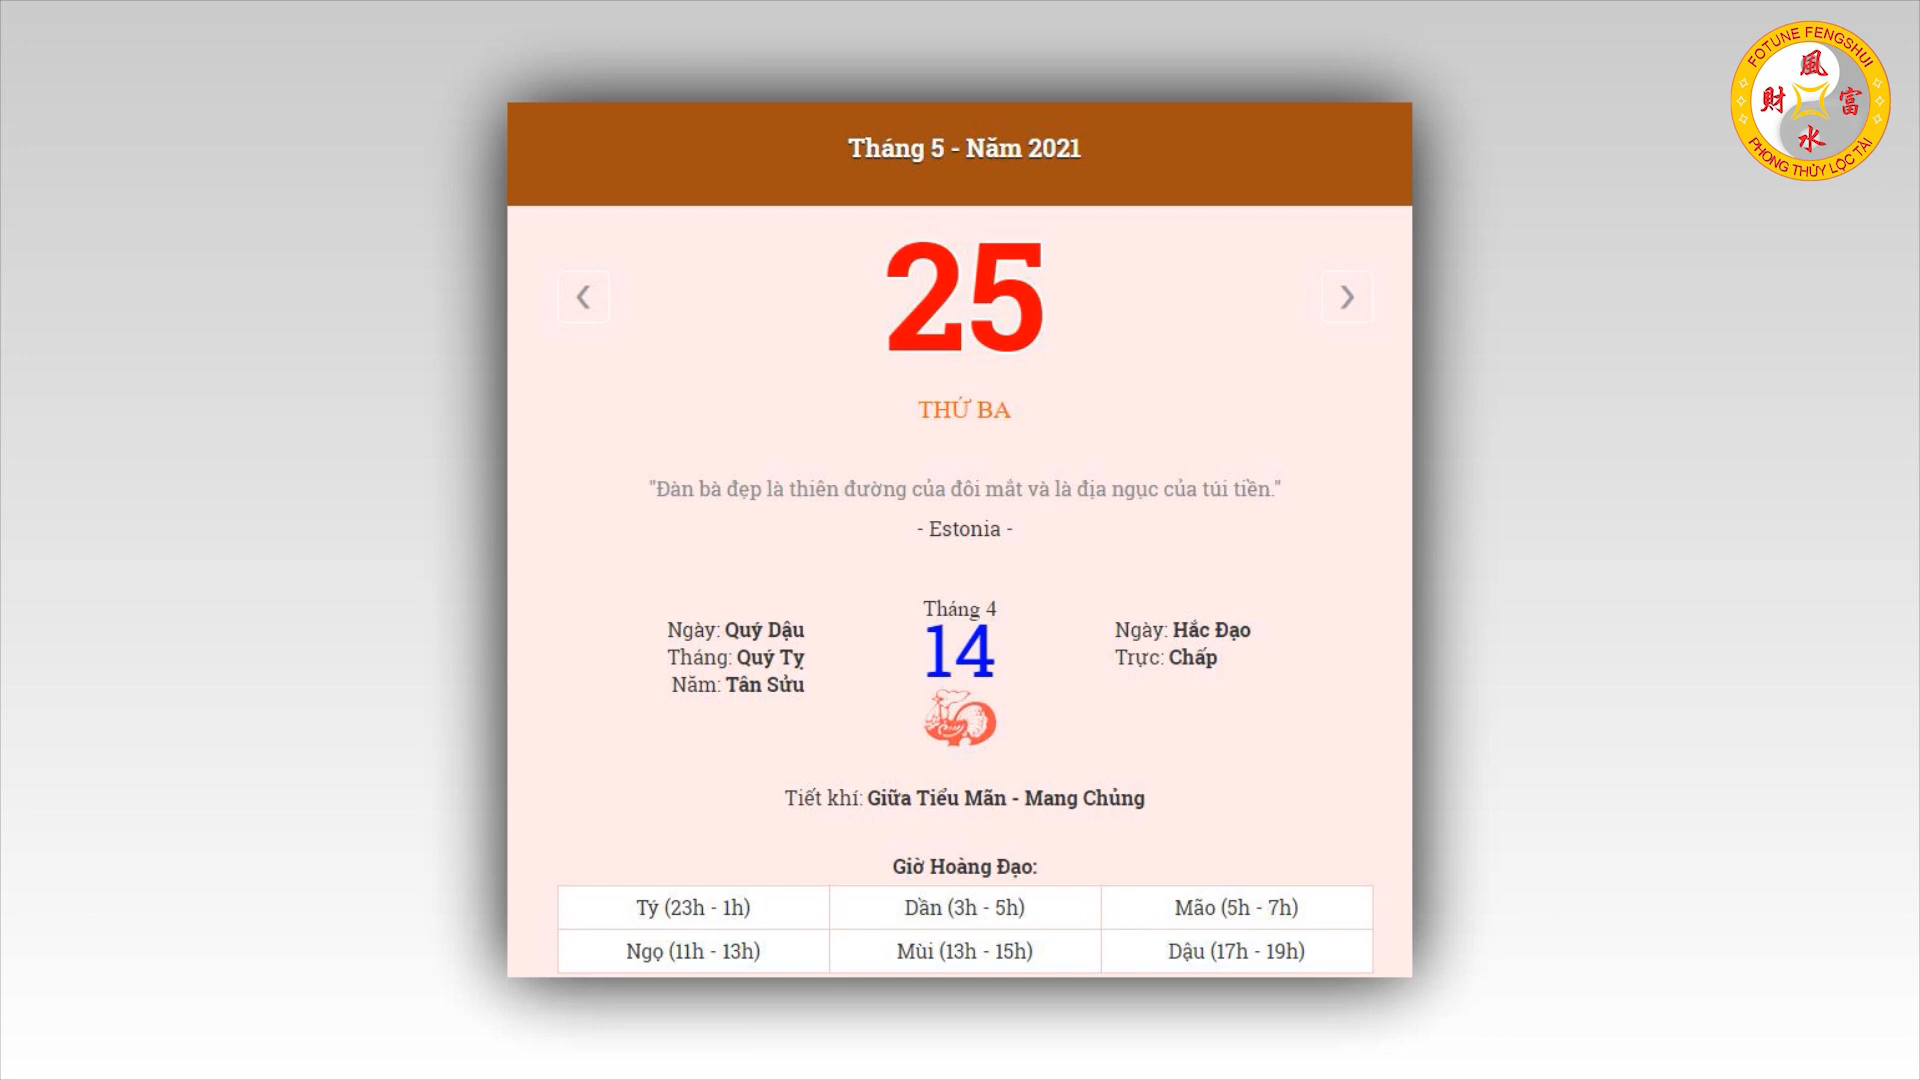 FOTUNE FENGSHUI
風
財 富
水
PHONG THỦY LỘC TÀI
Tháng 5 - Năm 2021
25
THỨ BA
"Đàn bà đẹp là thiên đường của đôi mắt và là địa ngục của túi tiền."
- Estonia -
Ngày: Quý Dậu
Tháng: Quý Tỵ
Năm: Tân Sửu
Tháng 4
14
Ngày: Hắc Đạo
Trực: Chấp
Tiết khí: Giữa Tiểu Mãn - Mang Chủng
Giờ Hoàng Đạo:
Tý (23h - 1h) Dần (3h - 5h) Mão (5h - 7h)
Ngọ (11h - 13h) Mùi (13h - 15h) Dậu (17h - 19h)